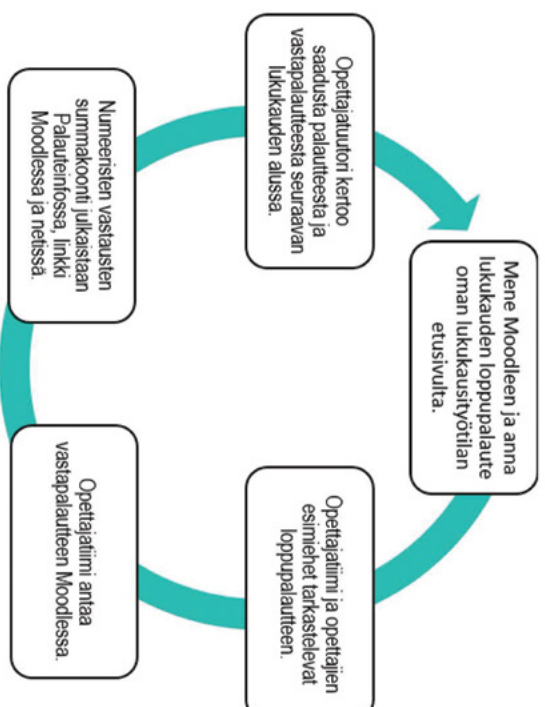 Mene Moodleen ja anna
lukukauden loppupalaute
oman lukukausityötilan
etusivulta.
Opettajatiimi ja opettajien
esimiehet tarkastelevat
loppupalautteen.
Opettajatiimi antaa
vastapalautteen Moodlessa.
Numeeristen vastausten
summakoonti julkaistaan
Palauteinfossa, linkki
Moodlessa ja netissä.
Opettajatuutori kertoo
saadusta palautteesta ja
vastapalautteesta seuraavan
lukukauden alussa.